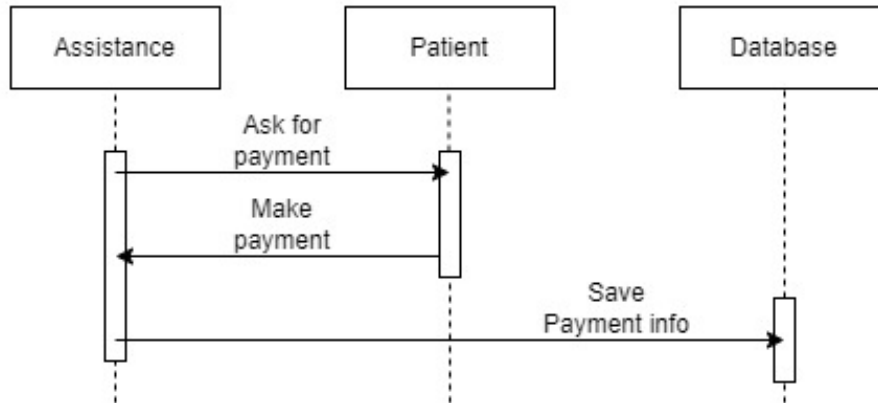 Assistance
Patient
Database
Ask for
payment
Make
payment
Save
Payment info